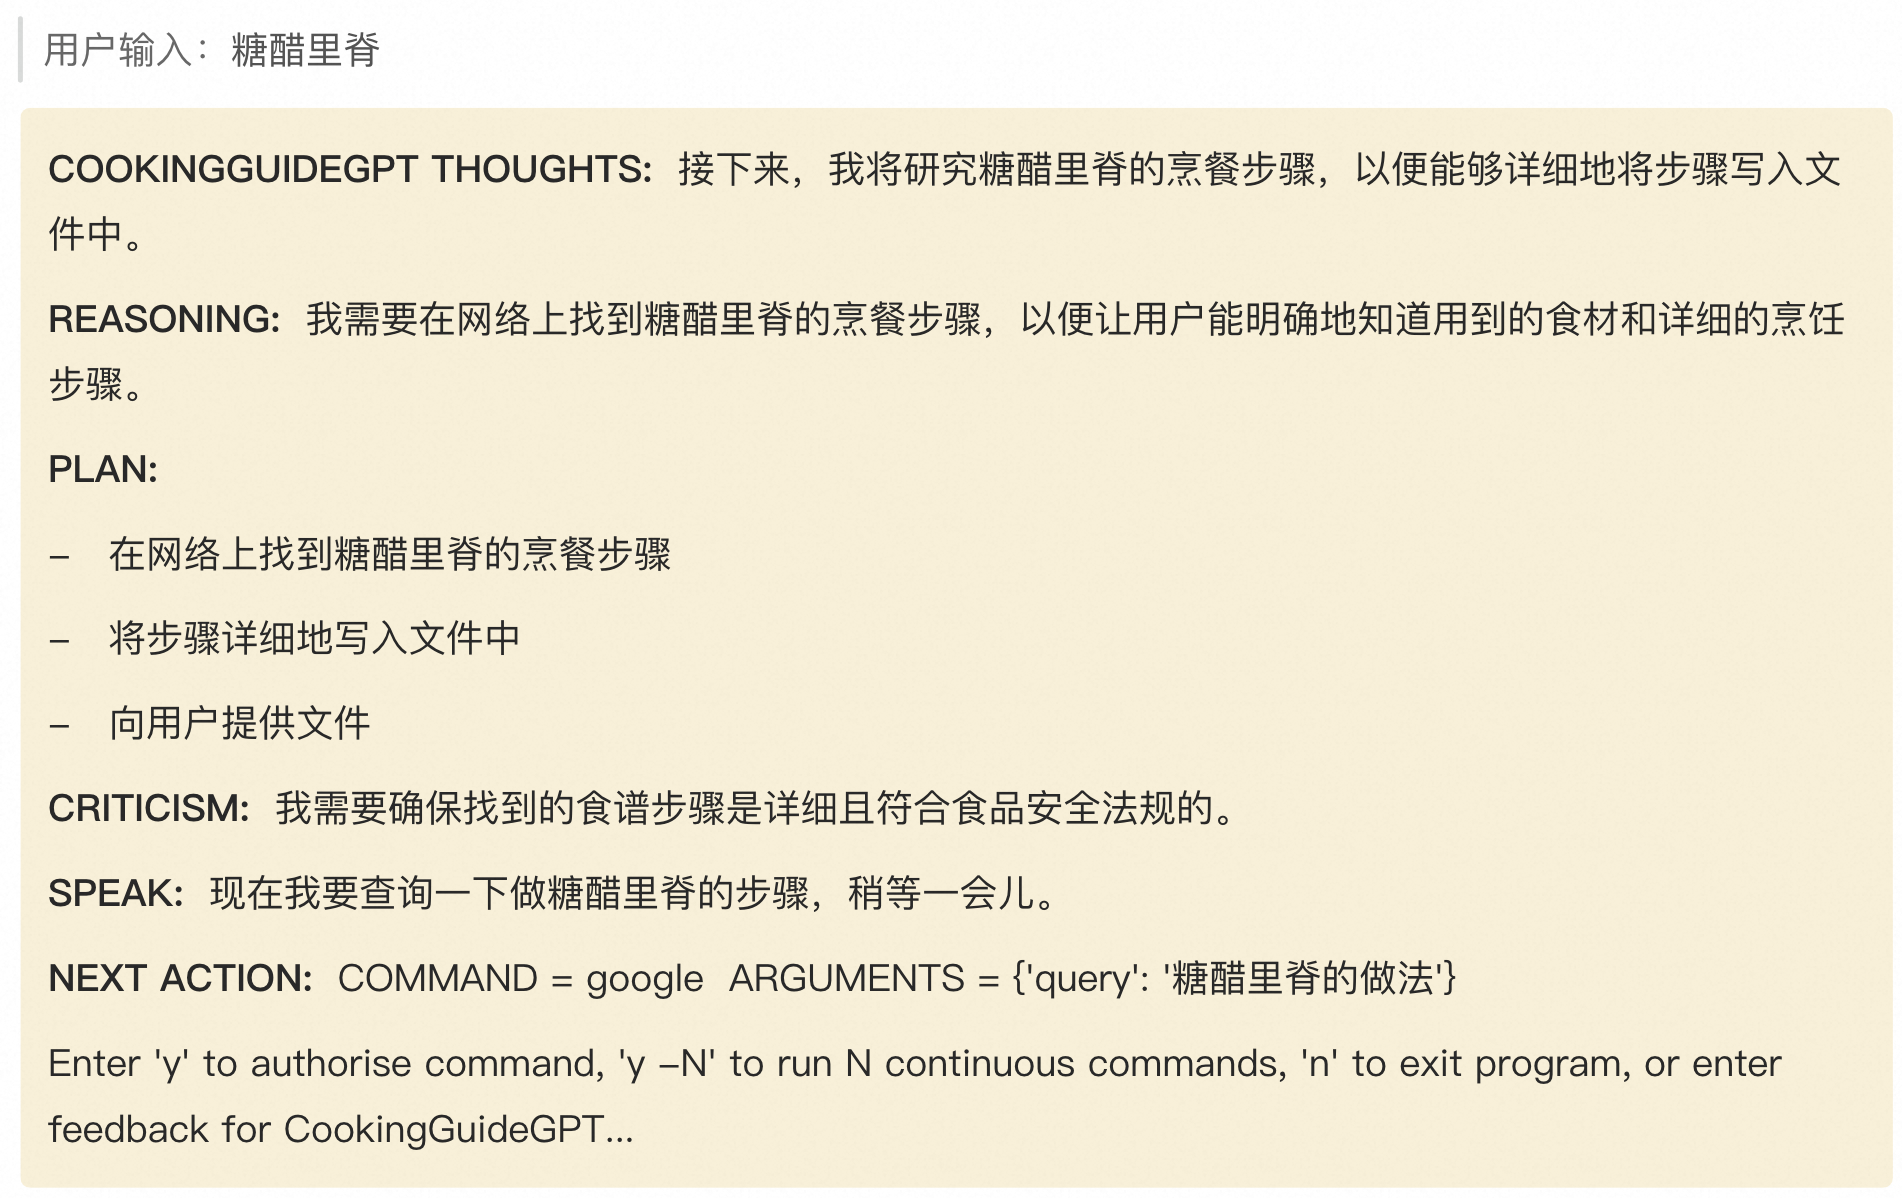 用户输入：糖醋里脊
COOKINGGUIDEGPT THOUGHTS: 接下来，我将研究糖醋里脊的烹餐步骤，以便能够详细地将步骤写入文
件中。
REASONING: 我需要在网络上找到糖醋里脊的烹餐步骤，以便让用户能明确地知道用到的食材和详细的烹饪
步骤。
PLAN:
– 在网络上找到糖醋里脊的烹餐步骤
– 将步骤详细地写入文件中
– 向用户提供文件
CRITICISM: 我需要确保找到的食谱步骤是详细且符合食品安全法规的。
SPEAK: 现在我要查询一下做糖醋里脊的步骤，稍等一会儿。
NEXT ACTION: COMMAND = google ARGUMENTS = {'query': '糖醋里脊的做法'}
Enter 'y' to authorise command, 'y –N' to run N continuous commands, 'n' to exit program, or enter
feedback for CookingGuideGPT...